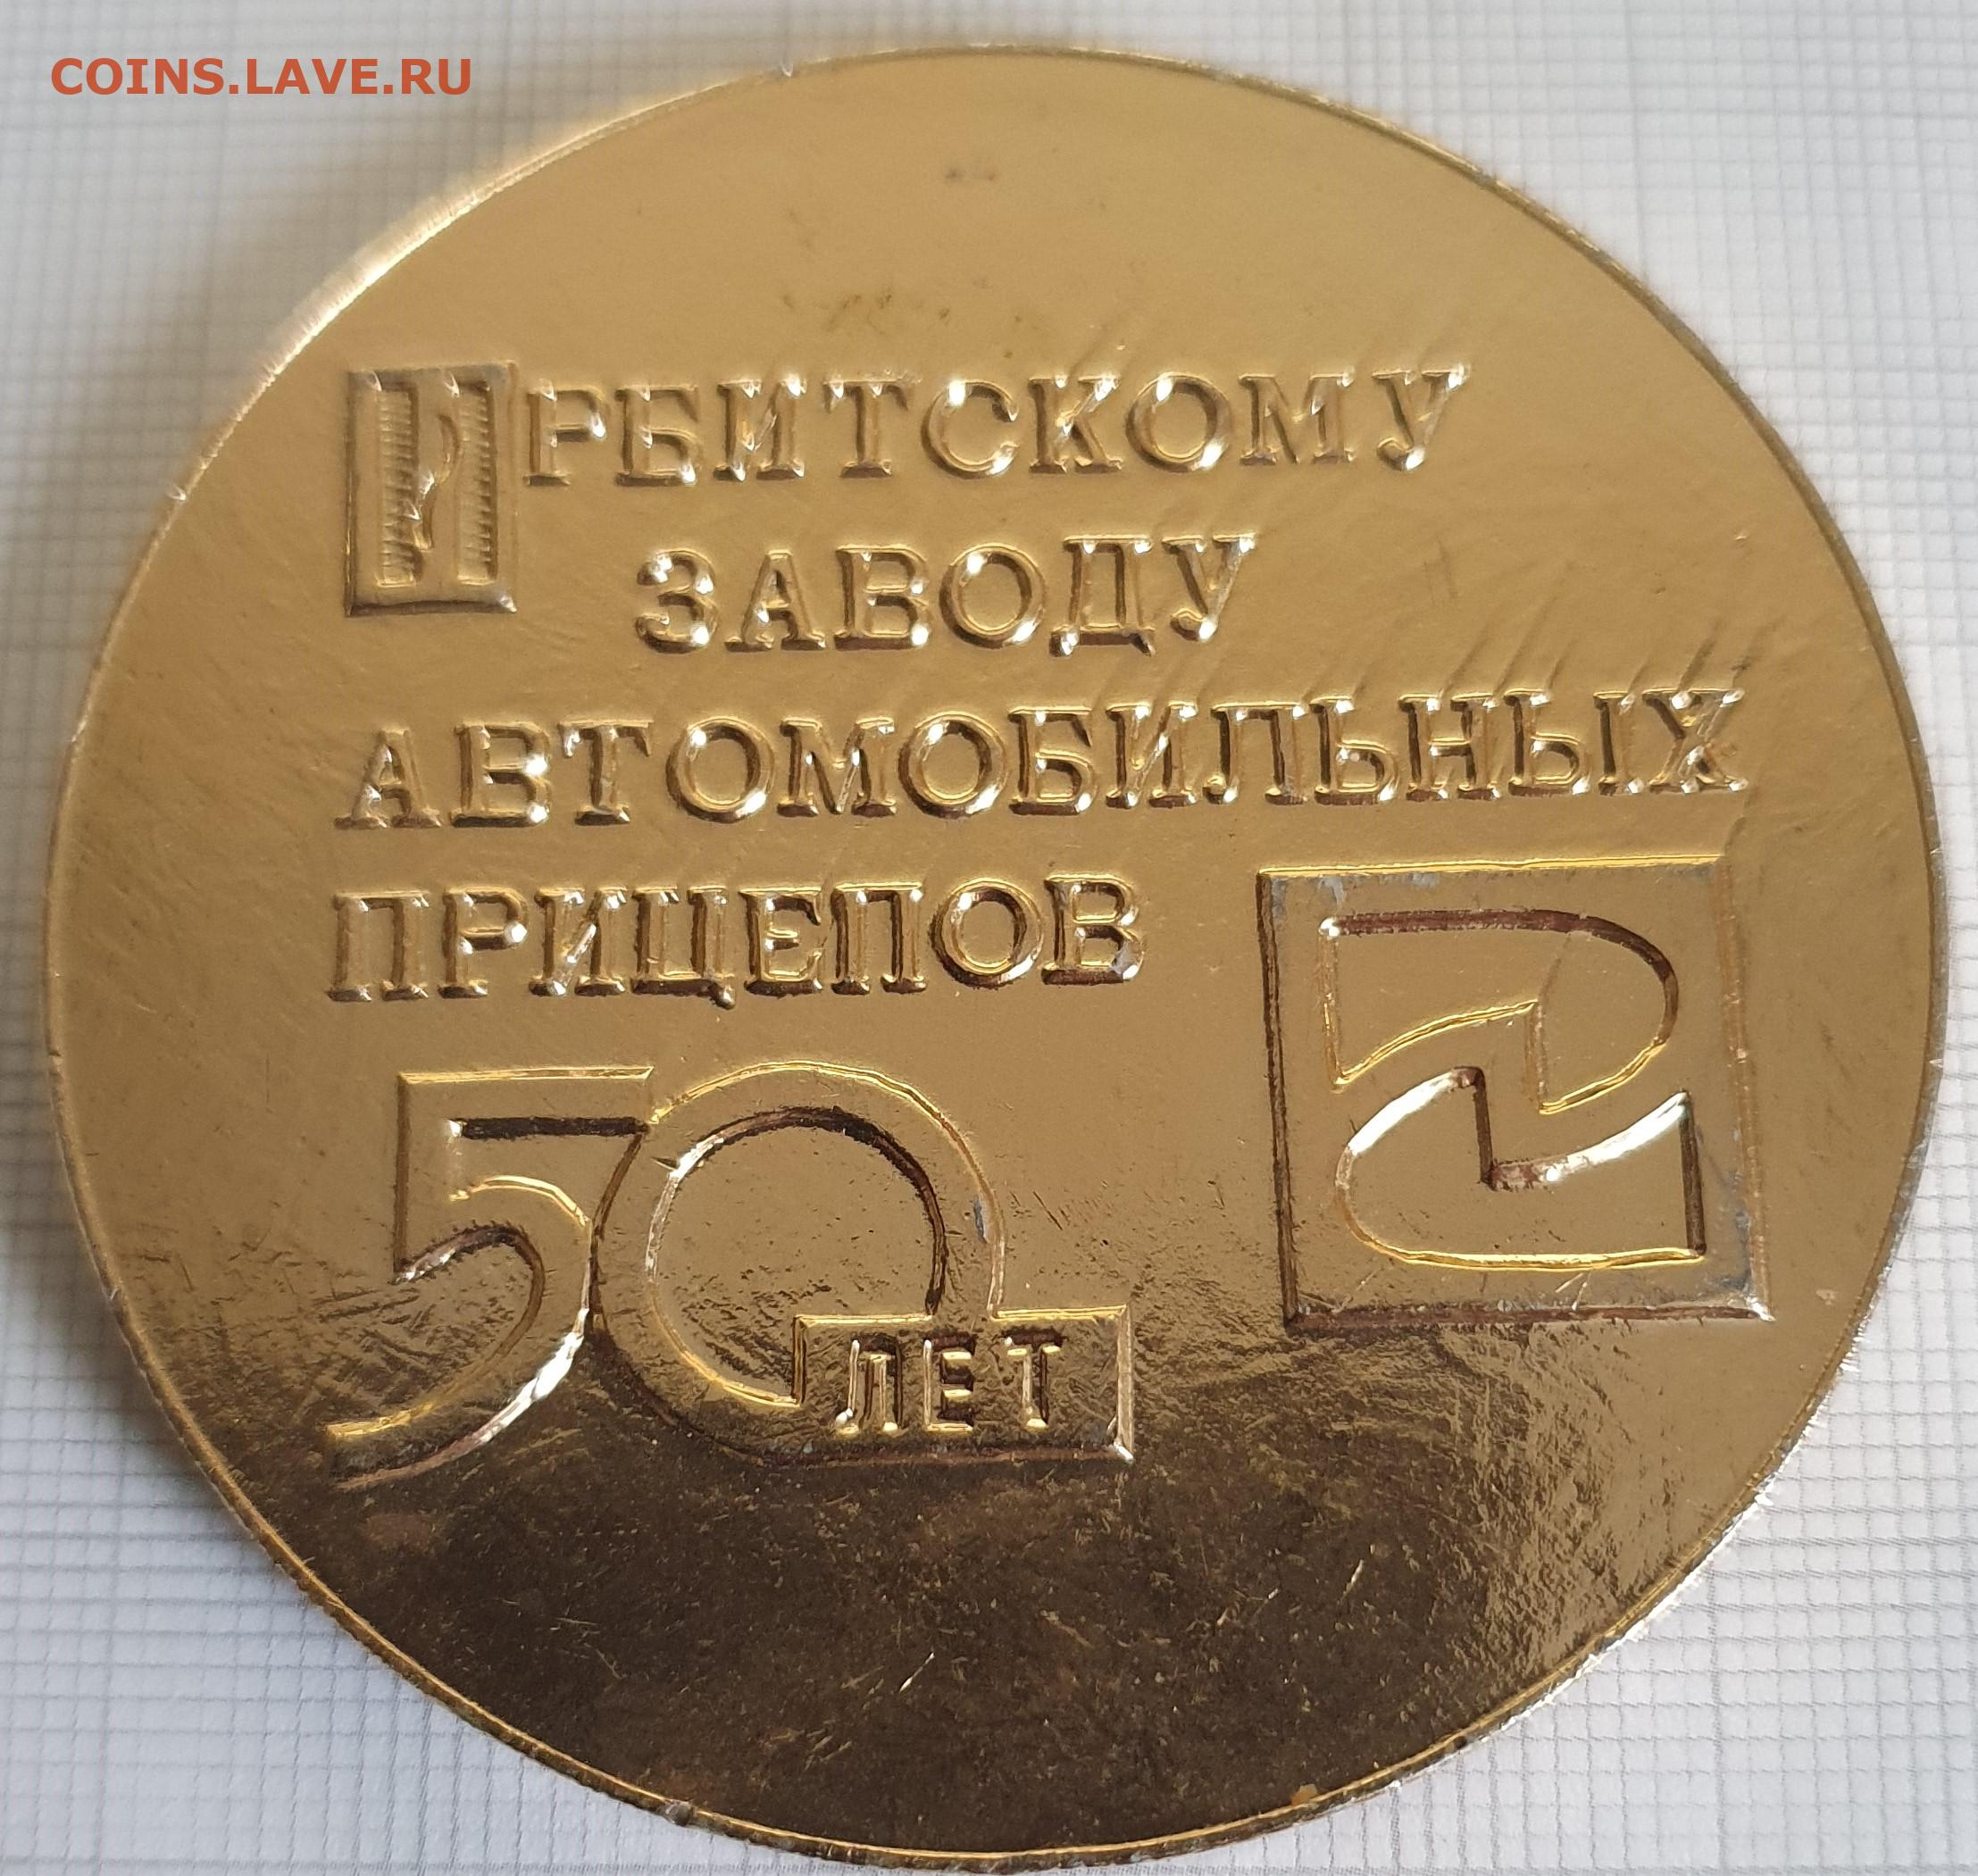 COINS.LAVE.RU
ИРБИТСКОМУ
ЗАВОДУ
АВТОМОБИЛЬНЫХ
ПРИЦЕПОВ
50
ЛЕТ